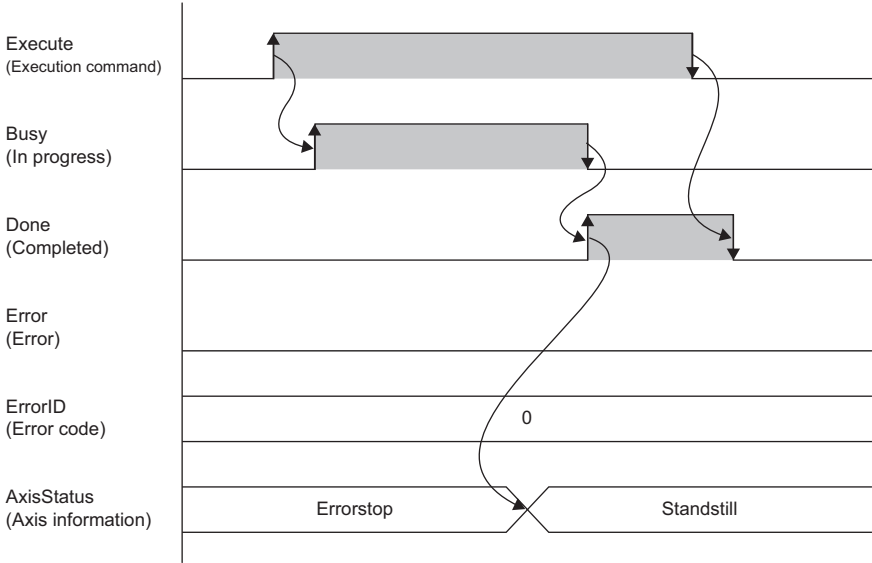 Execute
(Execution command)
Busy
(In progress)
Done
(Completed)
Error
(Error)
ErrorID
(Error code)
0
AxisStatus
(Axis information)
Errorstop
Standstill